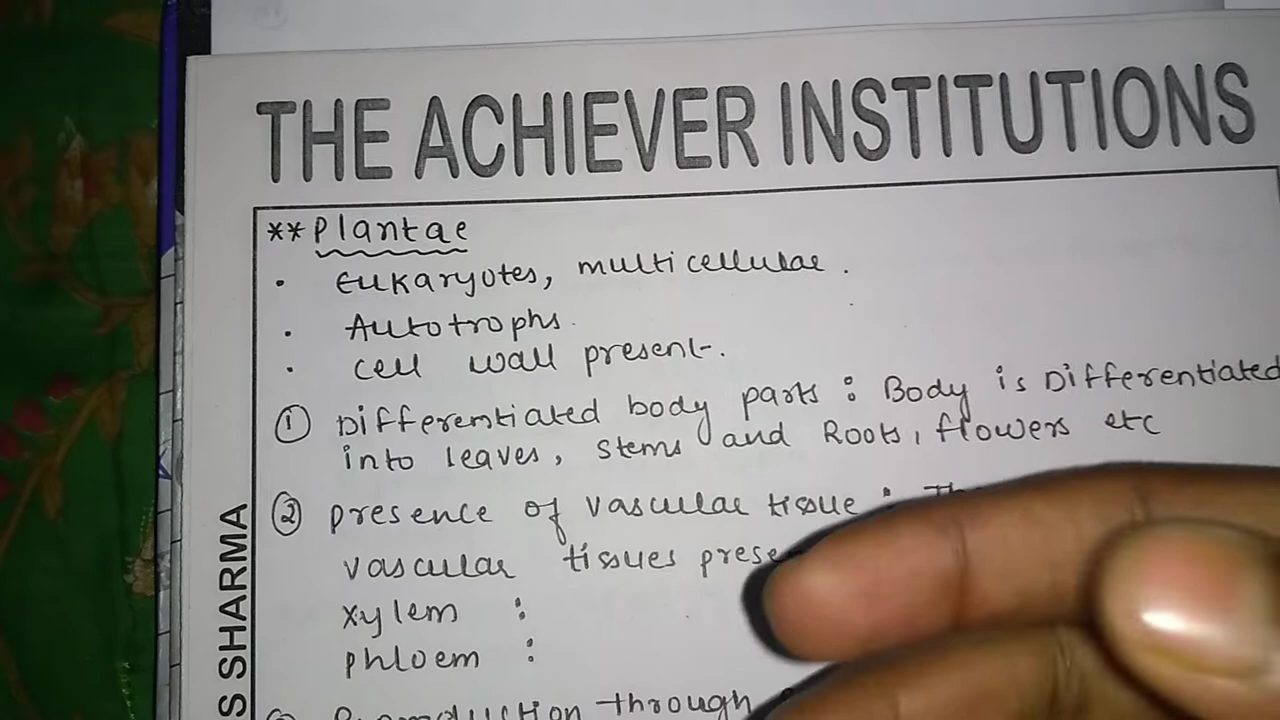 THE ACHIEVER INSTITUTIONS
**Plantae
• Eukaryotes, multicellular.
• Autotrophs.
• cell wall present.
① Differentiated body parts : Body is Differentiated
into leaves, stems and Roots, flowers etc
② presence of vascular tissue :
vascular tissues
xylem :
phloem :
through
S SHARMA